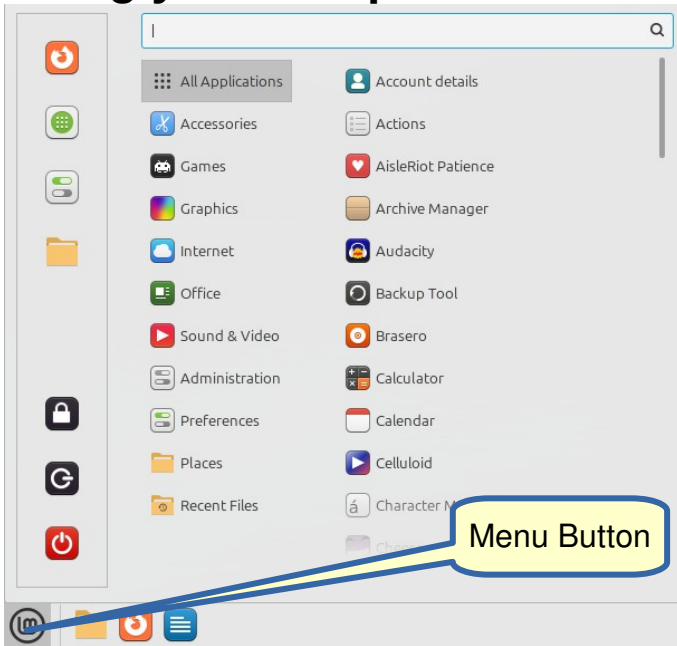 All Applications
Accessories
Games
Graphics
Internet
Office
Sound & Video
Administration
Preferences
Places
Recent Files
Account details
Actions
AisleRiot Patience
Archive Manager
Audacity
Backup Tool
Brasero
Calculator
Calendar
Celluloid
Character
Menu Button